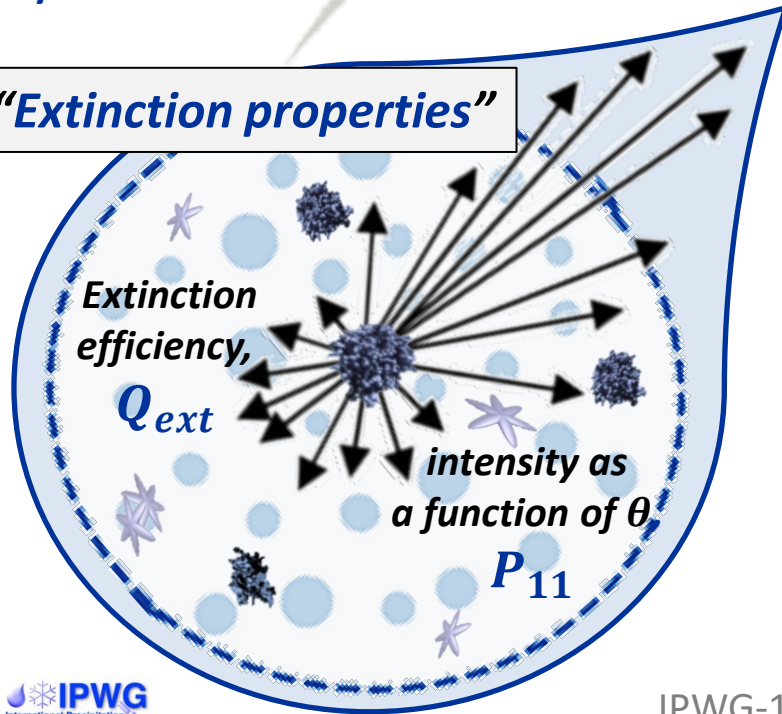 “Extinction properties”
Extinction
efficiency,
Q_ext
intensity as
a function of θ
P_11
IPWG
IPWG-1